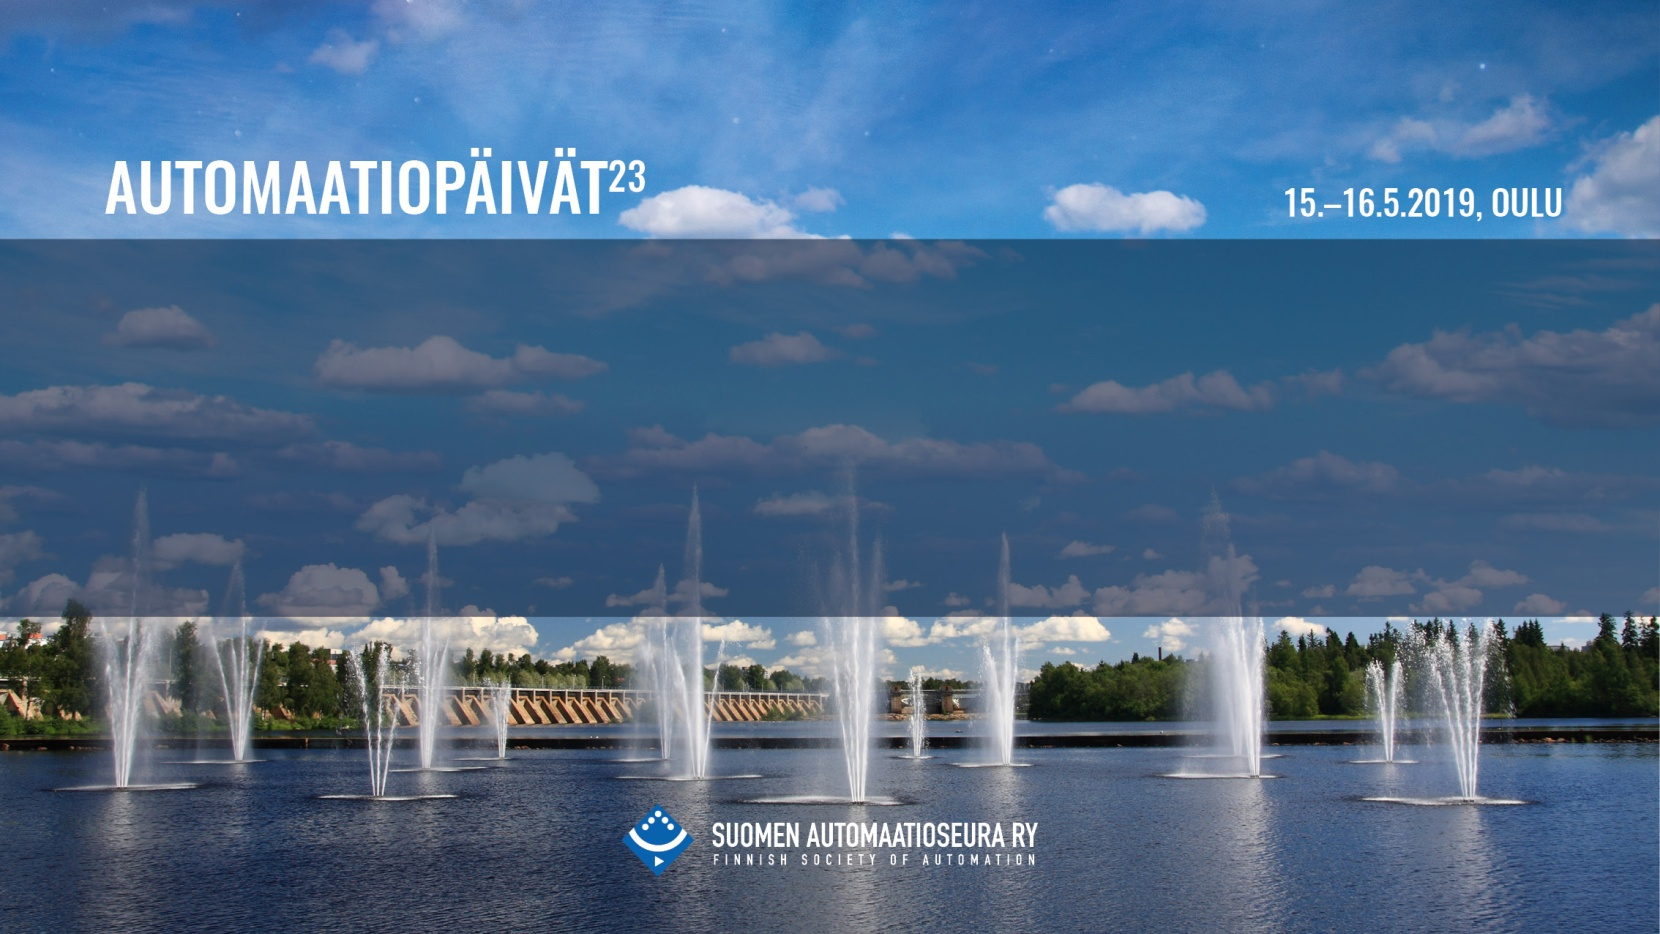 AUTOMAATIOPÄIVÄT²³
15.–16.5.2019, OULU
SUOMEN AUTOMAATIOSEURA RY
FINNISH SOCIETY OF AUTOMATION